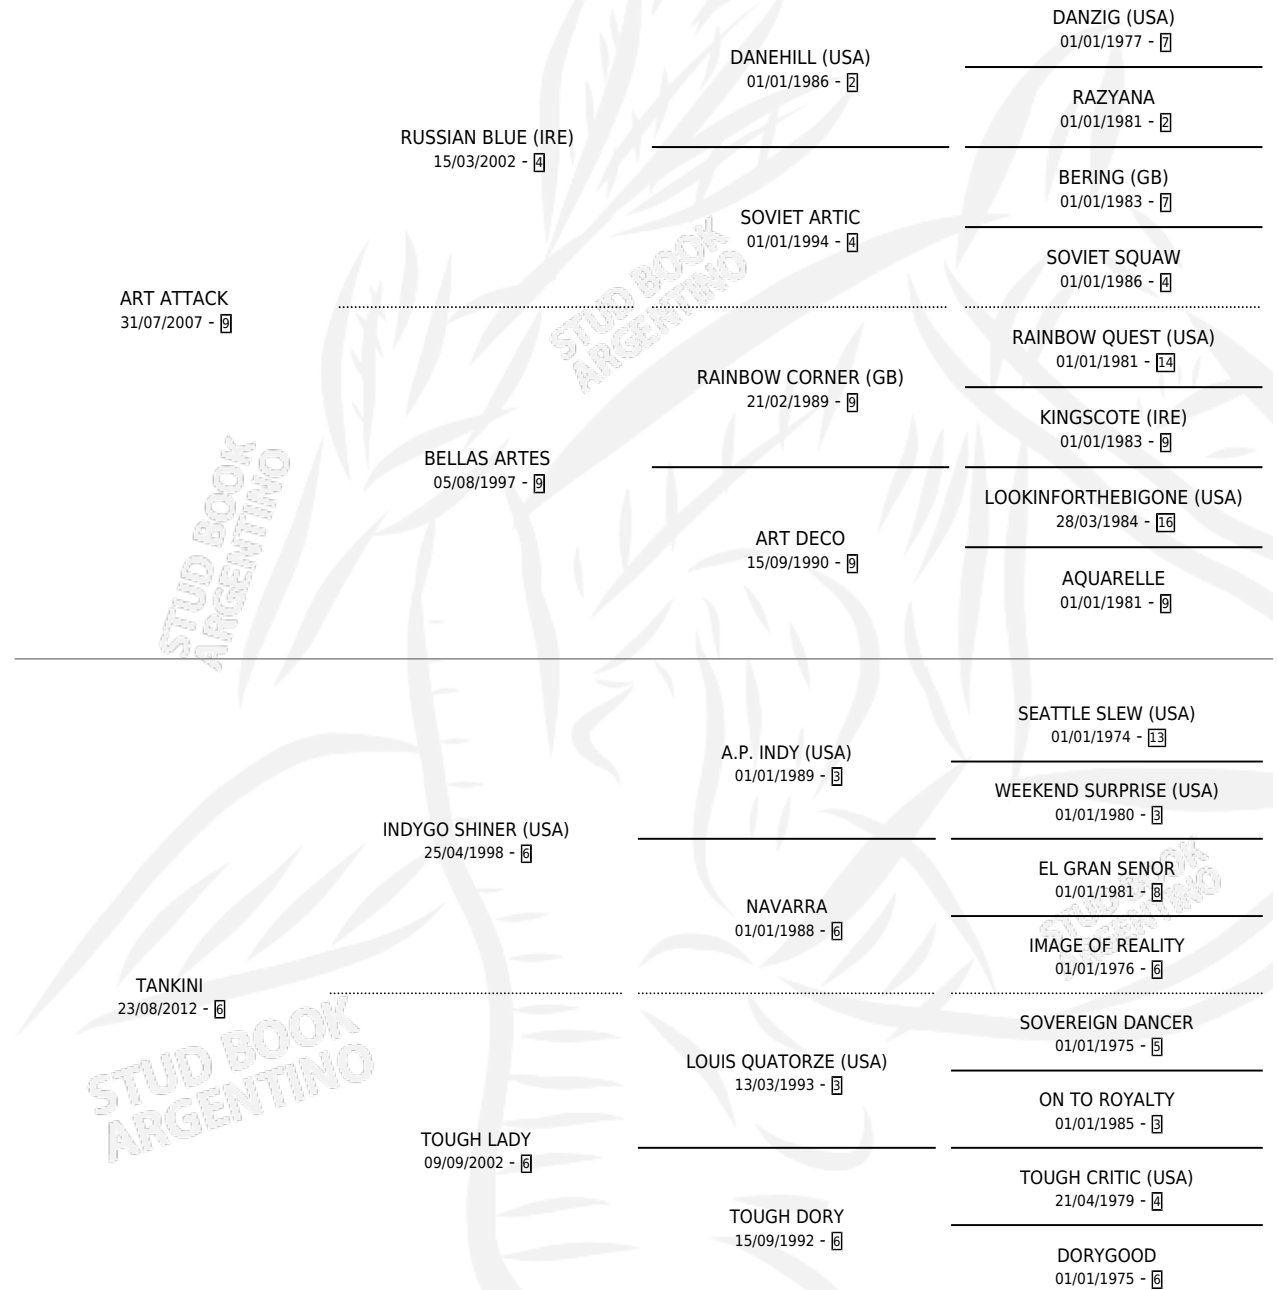 DANZIG (USA)
01/01/1977 - 7
DANEHILL (USA)
01/01/1986 - 2
RAZYANA
01/01/1981 - 2
RUSSIAN BLUE (IRE)
15/03/2002 - 4
BERING (GB)
01/01/1983 - 7
SOVIET ARTIC
01/01/1994 - 4
SOVIET SQUAW
01/01/1986 - 4
ART ATTACK
31/07/2007 - 9
RAINBOW QUEST (USA)
01/01/1981 - 14
RAINBOW CORNER (GB)
21/02/1989 - 9
KINGSCOTE (IRE)
01/01/1983 - 9
BELLAS ARTES
05/08/1997 - 9
LOOKINFORTHEBIGONE (USA)
28/03/1984 - 16
ART DECO
15/09/1990 - 9
AQUARELLE
01/01/1981 - 9
STUD BOOK
ARGENTINO
STUD BOOK
ARGENTINO
SEATTLE SLEW (USA)
01/01/1974 - 13
A.P. INDY (USA)
01/01/1989 - 3
WEEKEND SURPRISE (USA)
01/01/1980 - 3
INDYGO SHINER (USA)
25/04/1998 - 6
EL GRAN SENOR
01/01/1981 - 8
NAVARRA
01/01/1988 - 6
IMAGE OF REALITY
01/01/1976 - 6
TANKINI
23/08/2012 - 6
SOVEREIGN DANCER
01/01/1975 - 5
LOUIS QUATORZE (USA)
13/03/1993 - 3
ON TO ROYALTY
01/01/1985 - 3
TOUGH LADY
09/09/2002 - 6
TOUGH CRITIC (USA)
21/04/1979 - 4
TOUGH DORY
15/09/1992 - 6
DORYGOOD
01/01/1975 - 6
STUD BOOK
ARGENTINO
STUD BOOK
ARGENTINO